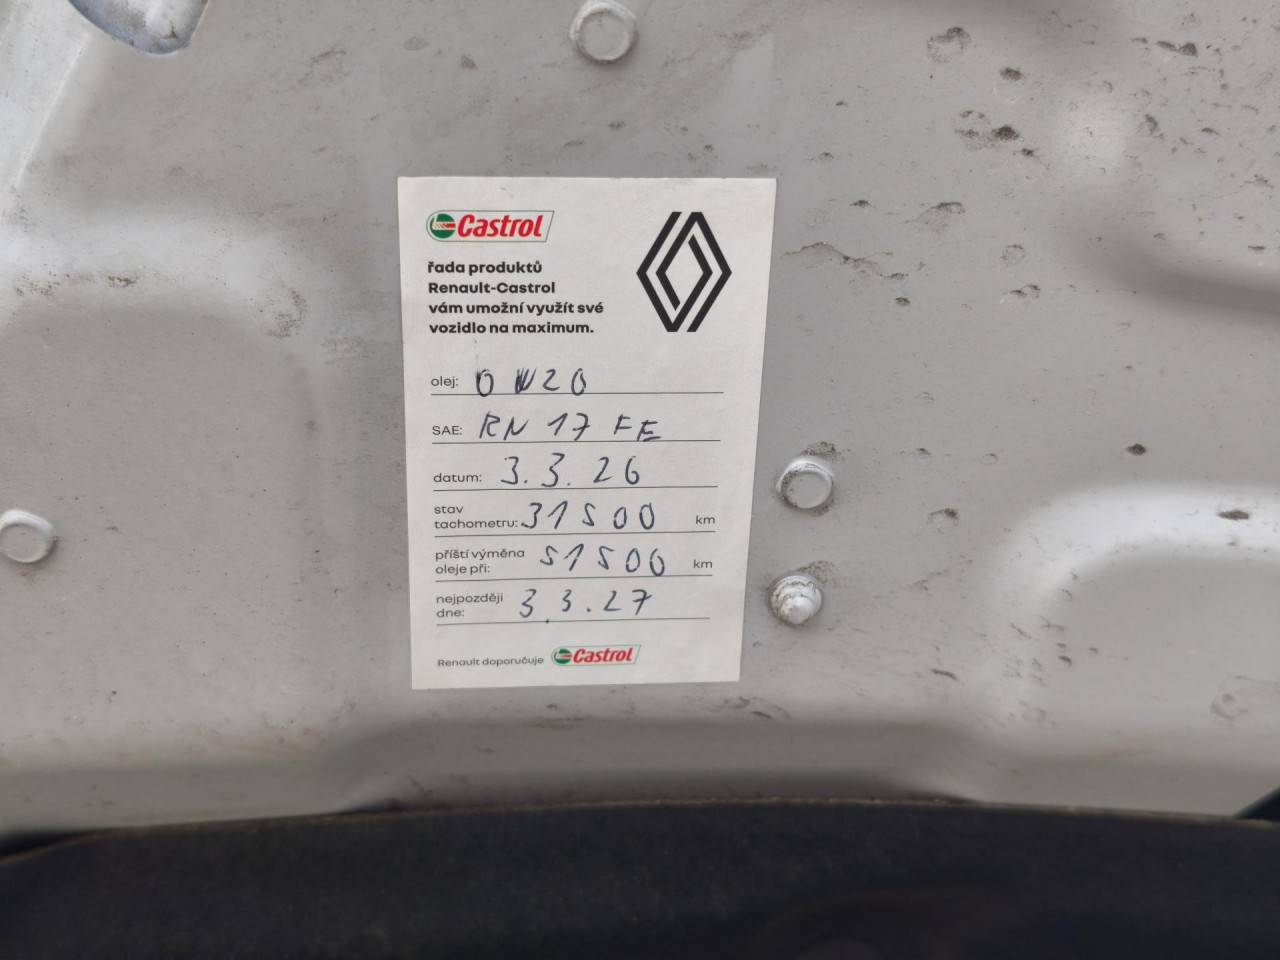 Castrol
řada produktů
Renault-Castrol
vám umožní využít své
vozidlo na maximum.
olej: 0W20
SAE: RN 17 FE
datum: 3.3.26
stav
tachometru: 31500 km
příští výměna
oleje při: 51500 km
nejpozději
dne: 3.3.27
Renault doporučuje Castrol